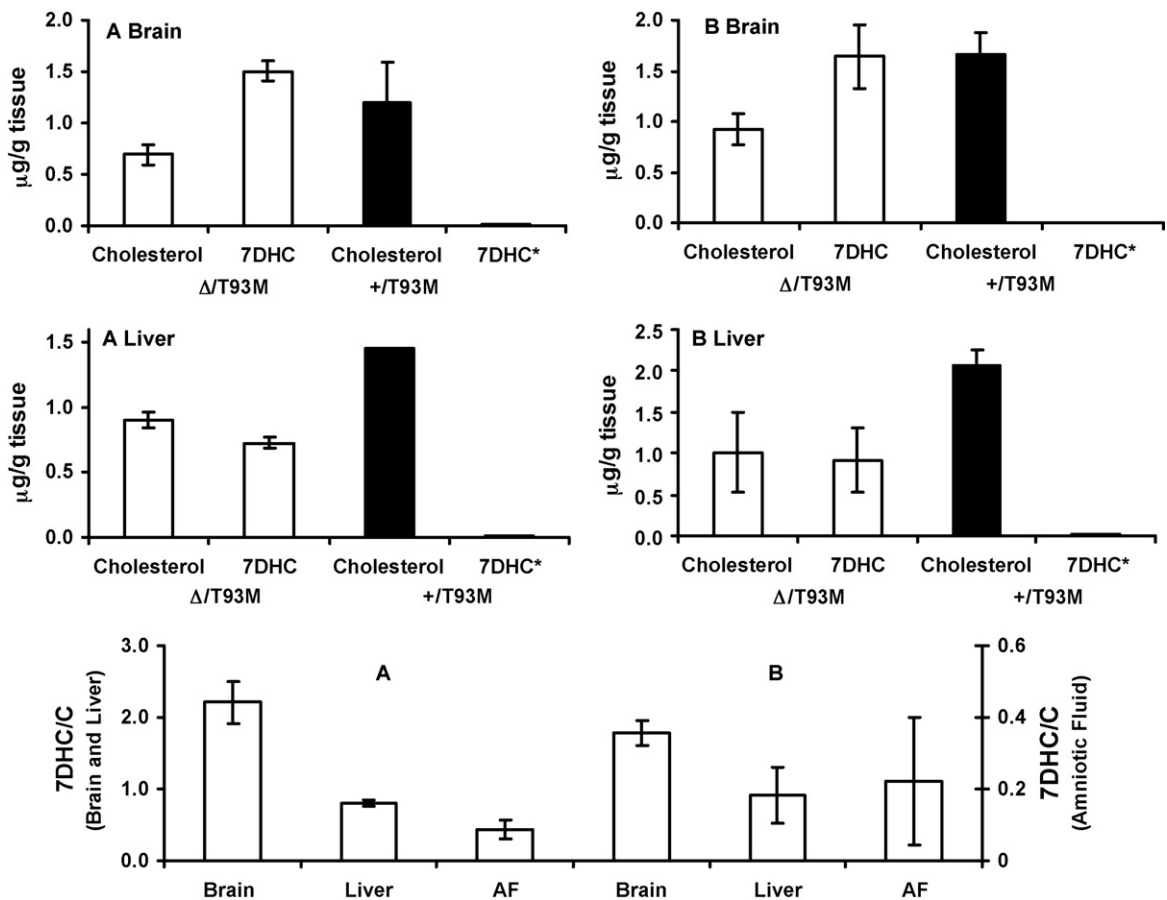 A Brain
2.0
1.5
1.0
0.5
0.0
μg/g tissue
Cholesterol 7DHC Cholesterol 7DHC*
Δ/T93M +/T93M
B Brain
2.0
1.5
1.0
0.5
0.0
μg/g tissue
Cholesterol 7DHC Cholesterol 7DHC*
Δ/T93M +/T93M
A Liver
1.5
1.0
0.5
0.0
μg/g tissue
Cholesterol 7DHC Cholesterol 7DHC*
Δ/T93M +/T93M
B Liver
2.5
2.0
1.5
1.0
0.5
0.0
μg/g tissue
Cholesterol 7DHC Cholesterol 7DHC*
Δ/T93M +/T93M
3.0
2.0
1.0
0.0
7DHC/C
(Brain and Liver)
A B
0.6
0.4
0.2
0
7DHC/C
(Amniotic Fluid)
Brain Liver AF Brain Liver AF